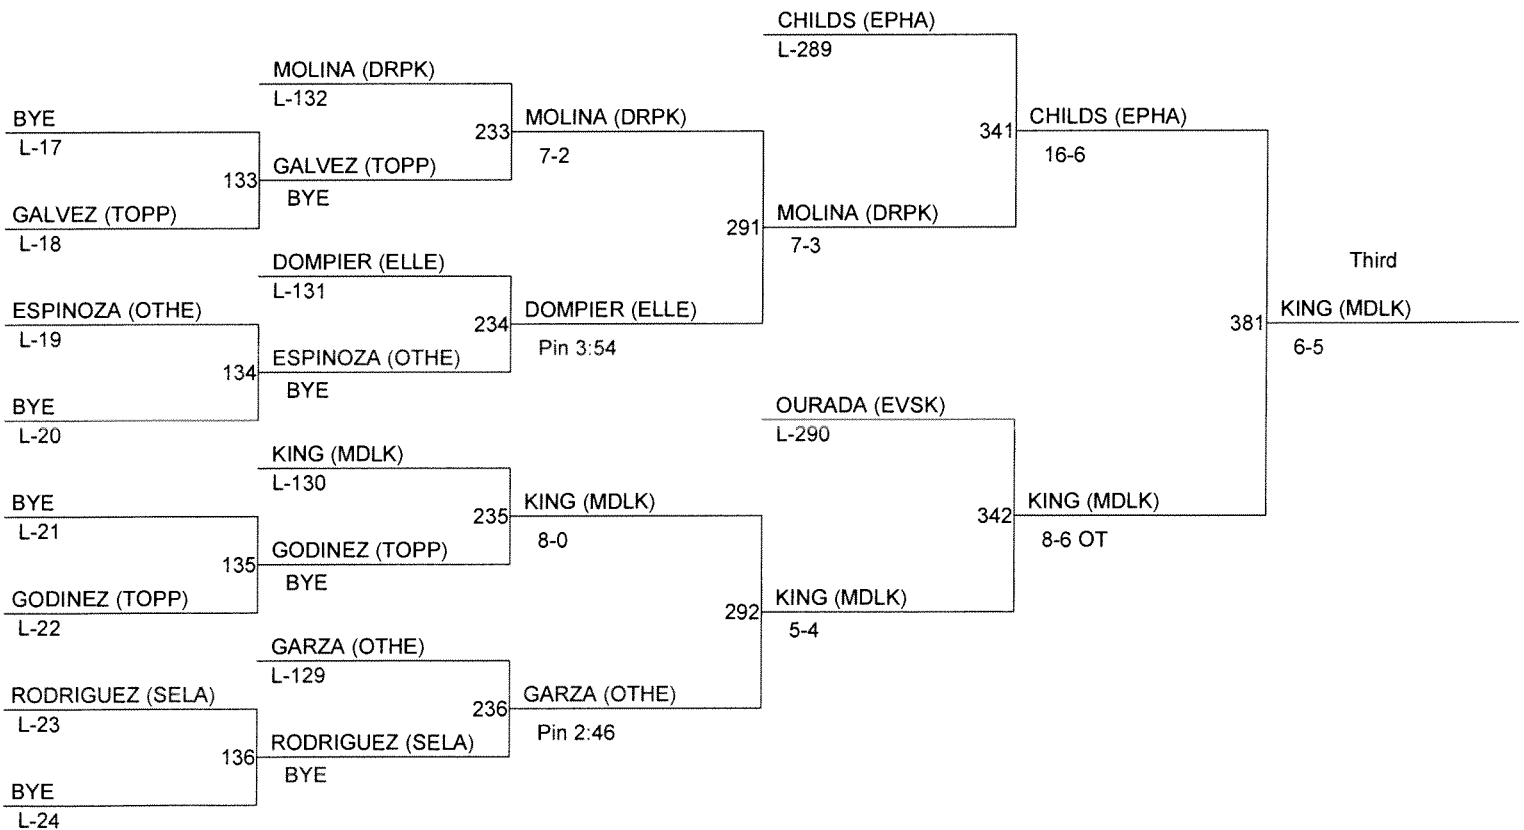 CHILDS (EPHA)
L-289
MOLINA (DRPK)
L-132
BYE
L-17
233
MOLINA (DRPK)
7-2
341
CHILDS (EPHA)
16-6
133
GALVEZ (TOPP)
BYE
GALVEZ (TOPP)
L-18
291
MOLINA (DRPK)
7-3
DOMPIER (ELLE)
L-131
Third
ESPINOZA (OTHE)
L-19
234
DOMPIER (ELLE)
Pin 3:54
381
KING (MDLK)
6-5
134
ESPINOZA (OTHE)
BYE
BYE
L-20
OURADA (EVSK)
L-290
KING (MDLK)
L-130
BYE
L-21
235
KING (MDLK)
8-0
342
KING (MDLK)
8-6 OT
135
GODINEZ (TOPP)
BYE
GODINEZ (TOPP)
L-22
292
KING (MDLK)
5-4
GARZA (OTHE)
L-129
RODRIGUEZ (SELA)
L-23
236
GARZA (OTHE)
Pin 2:46
136
RODRIGUEZ (SELA)
BYE
BYE
L-24